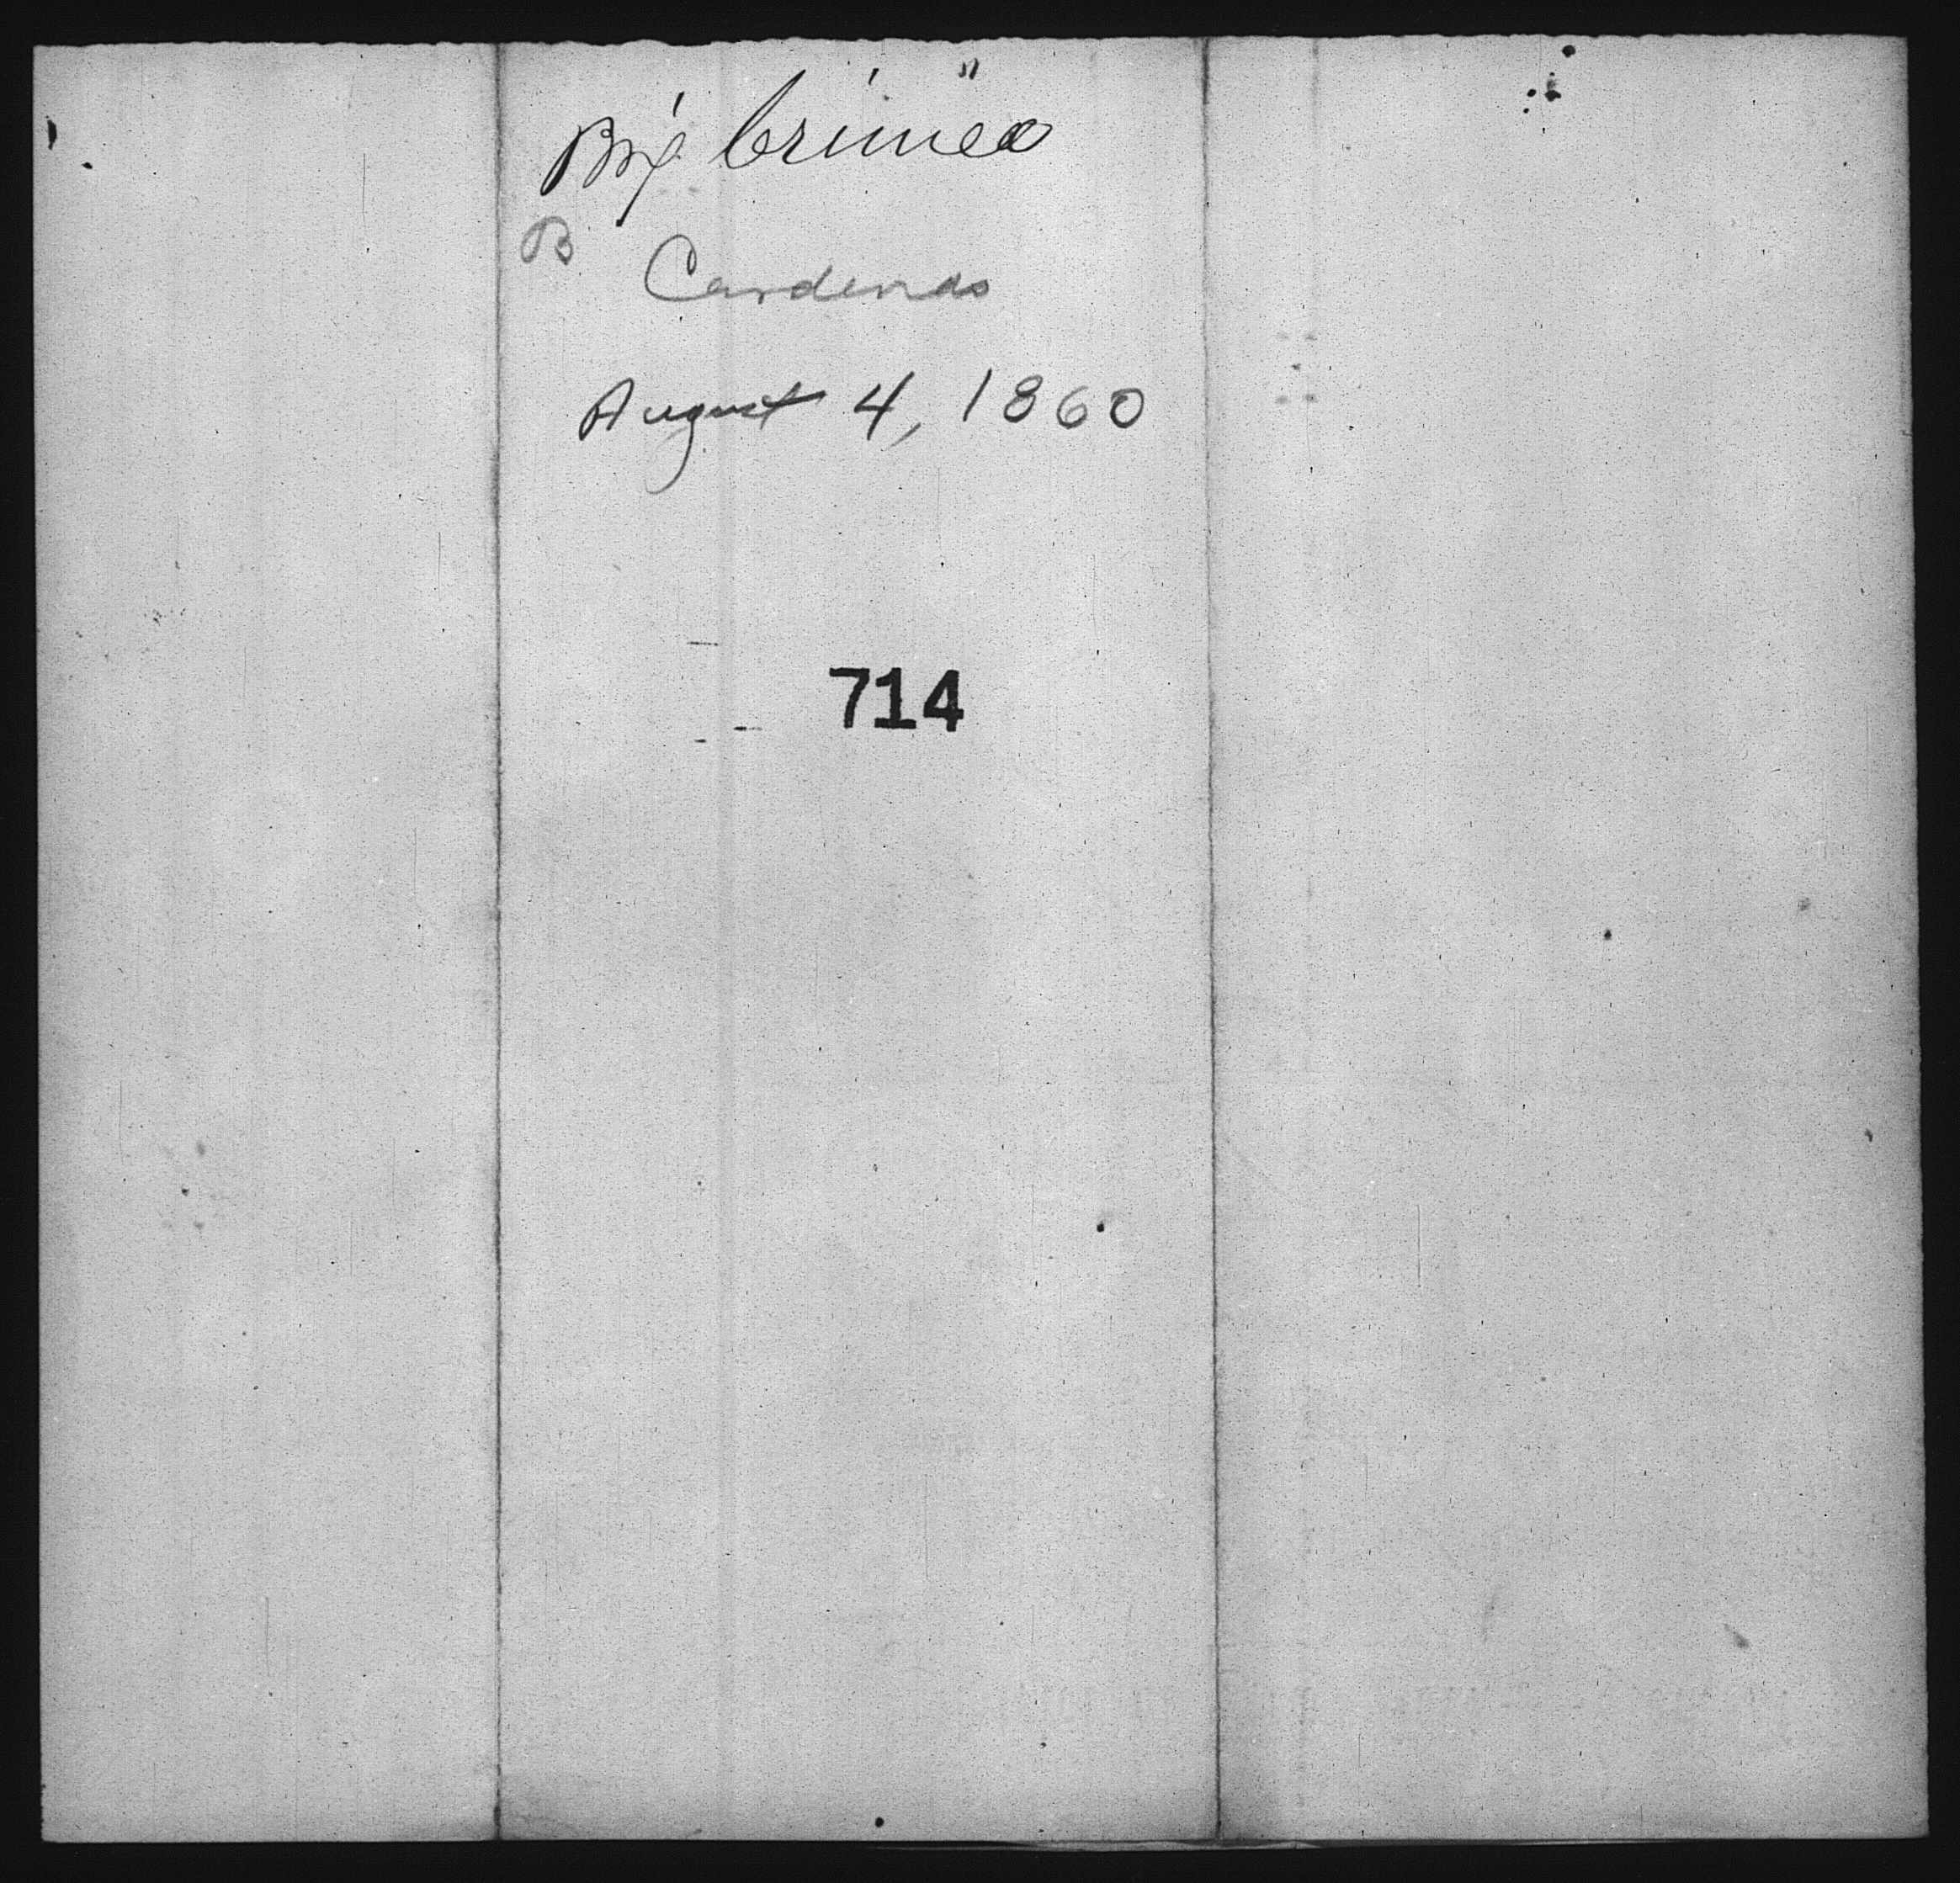 Brig Crimea
B
Cardenas
August 4, 1860
714